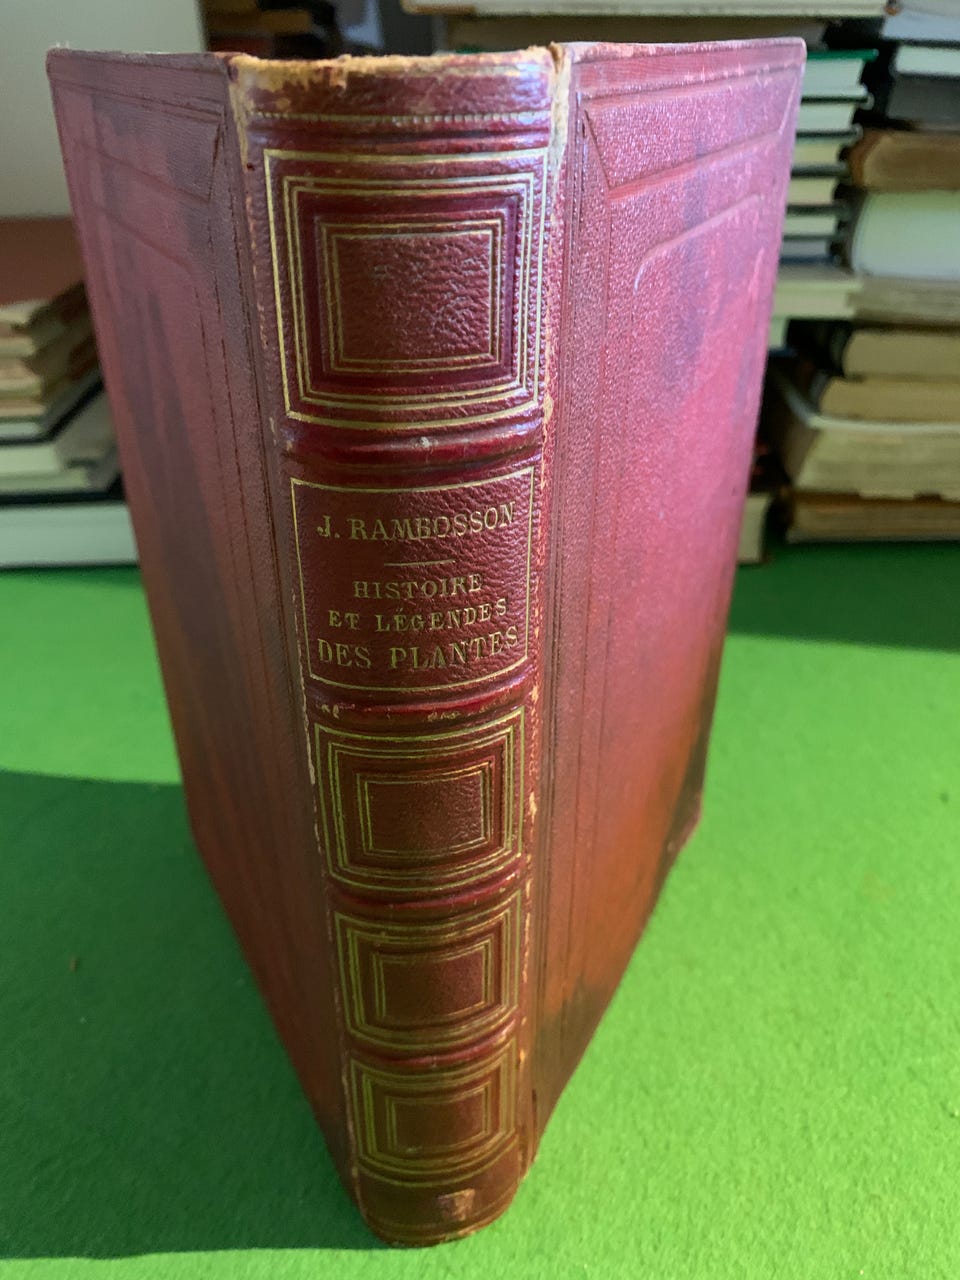 J. RAMBOSSON
HISTOIRE
ET LÉGENDES
DES PLANTES